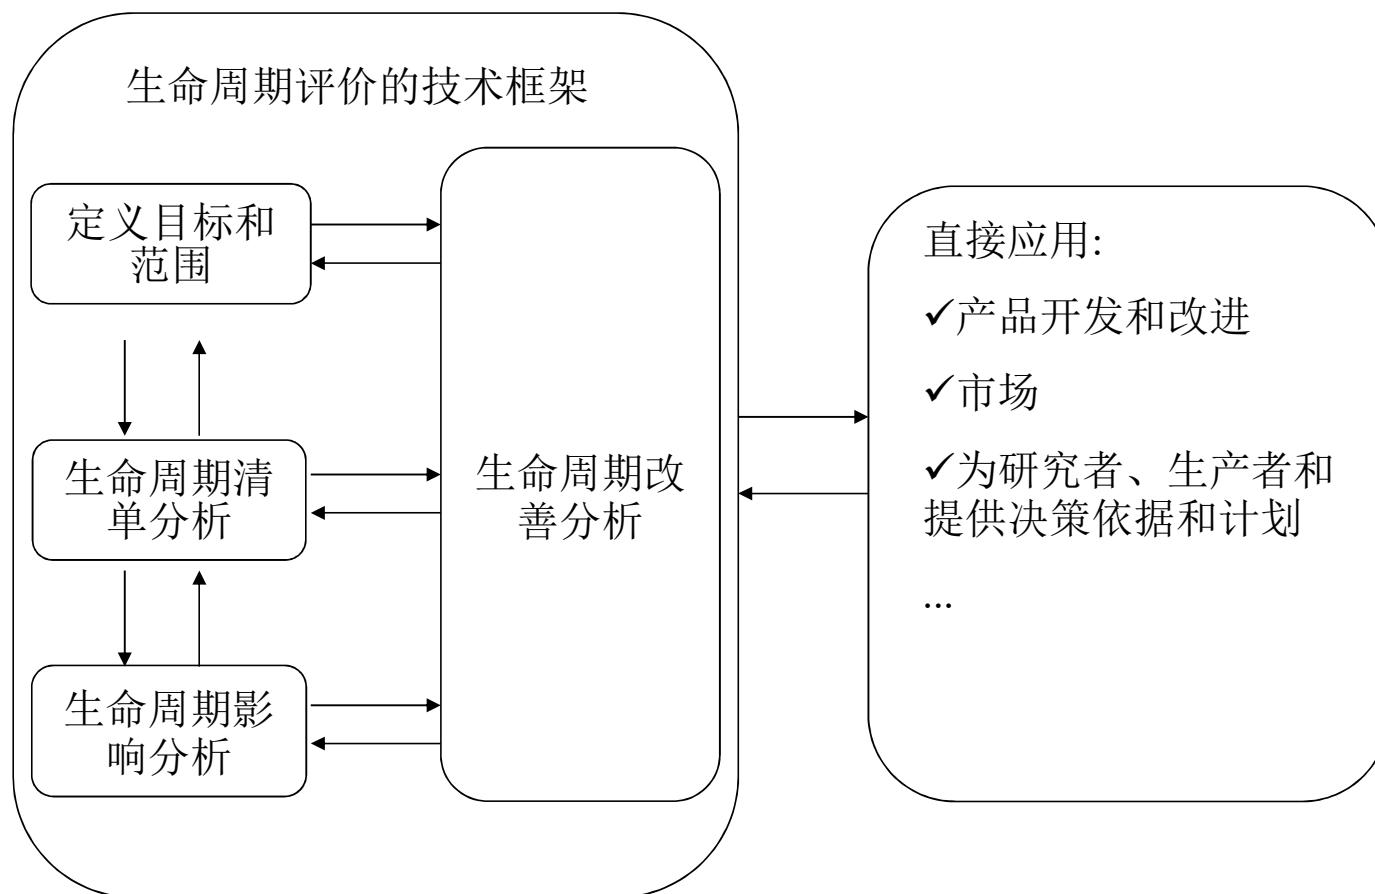 生命周期评价的技术框架
定义目标和
范围
生命周期清
单分析
生命周期影
响分析
生命周期改
善分析
直接应用:
✓产品开发和改进
✓市场
✓为研究者、生产者和
提供决策依据和计划
...